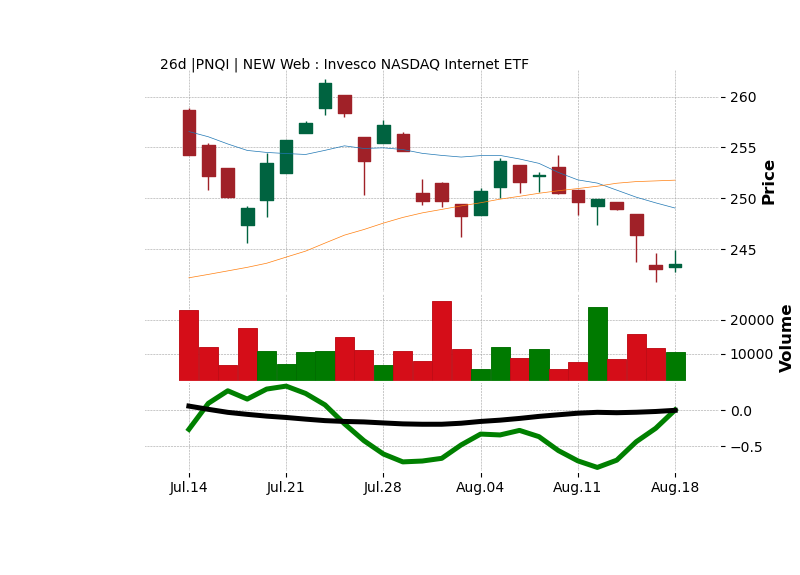 26d |PNQI | NEW Web : Invesco NASDAQ Internet ETF
260
255
250
245
Price
20000
10000
Volume
0.0
−0.5
Jul.14 Jul.21 Jul.28 Aug.04 Aug.11 Aug.18